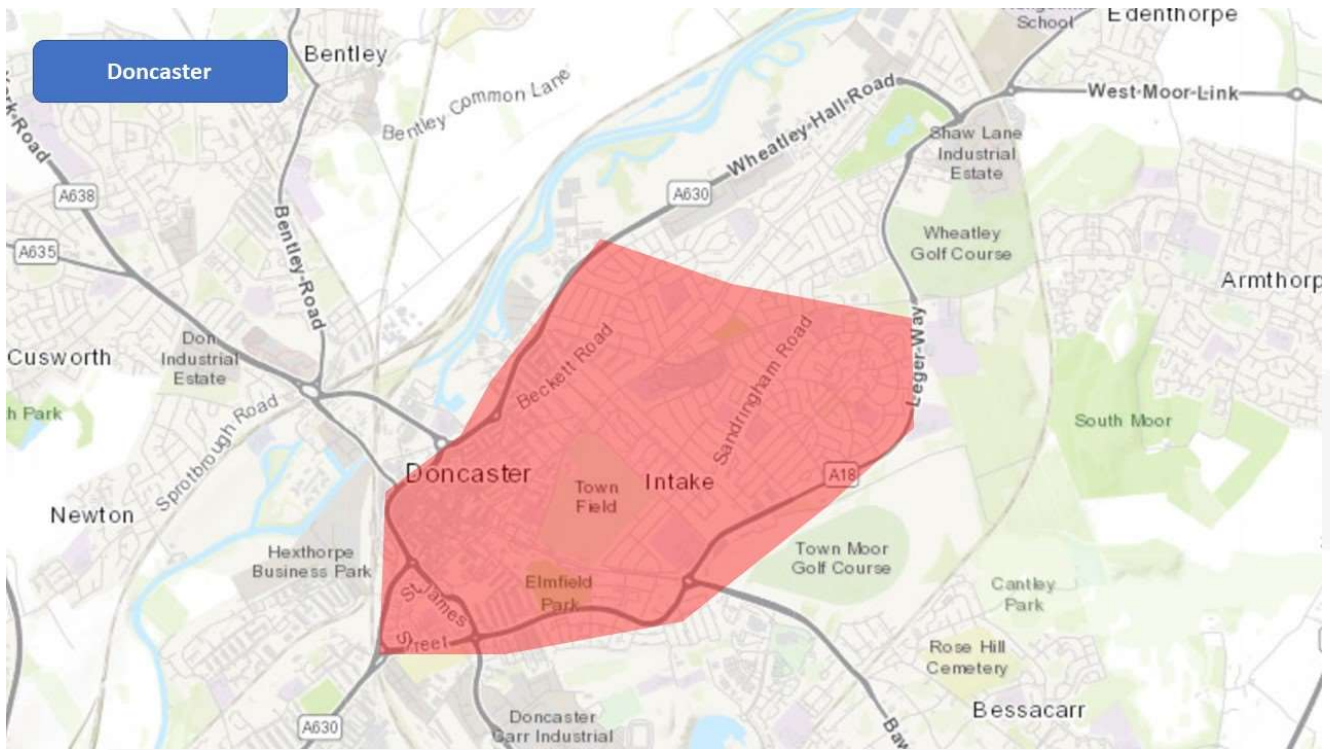 Doncaster
Bentley
Bentley Common Lane
School
Edenthorpe
West-Moor-Link
Wheatley-Hall-Road
Shaw Lane
Industrial
Estate
A638
A630
A635
Bentley-Road
Wheatley
Golf Course
Don
Industrial
Estate
Cusworth
Beckett Road
Sandringham Road
Leger-Way
South Moor
Sprotbrough Road
Doncaster
Intake
A18
Town
Field
Newton
Hexthorpe
Business Park
Town Moor
Golf Course
Elmfield
Park
St James
Street
Cantley
Park
Rose Hill
Cemetery
Bessacarr
A630
Doncaster
Carr Industrial